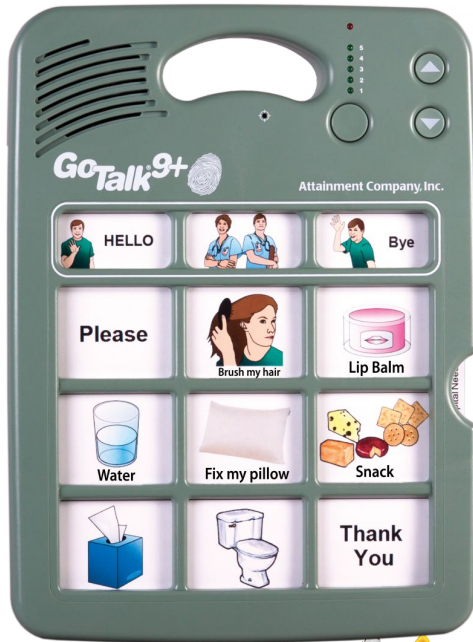 5
4
3
2
1
GoTalk® 9+
Attainment Company, Inc.
HELLO
Bye
Please
Brush my hair
Lip Balm
Water
Fix my pillow
Snack
Thank
You